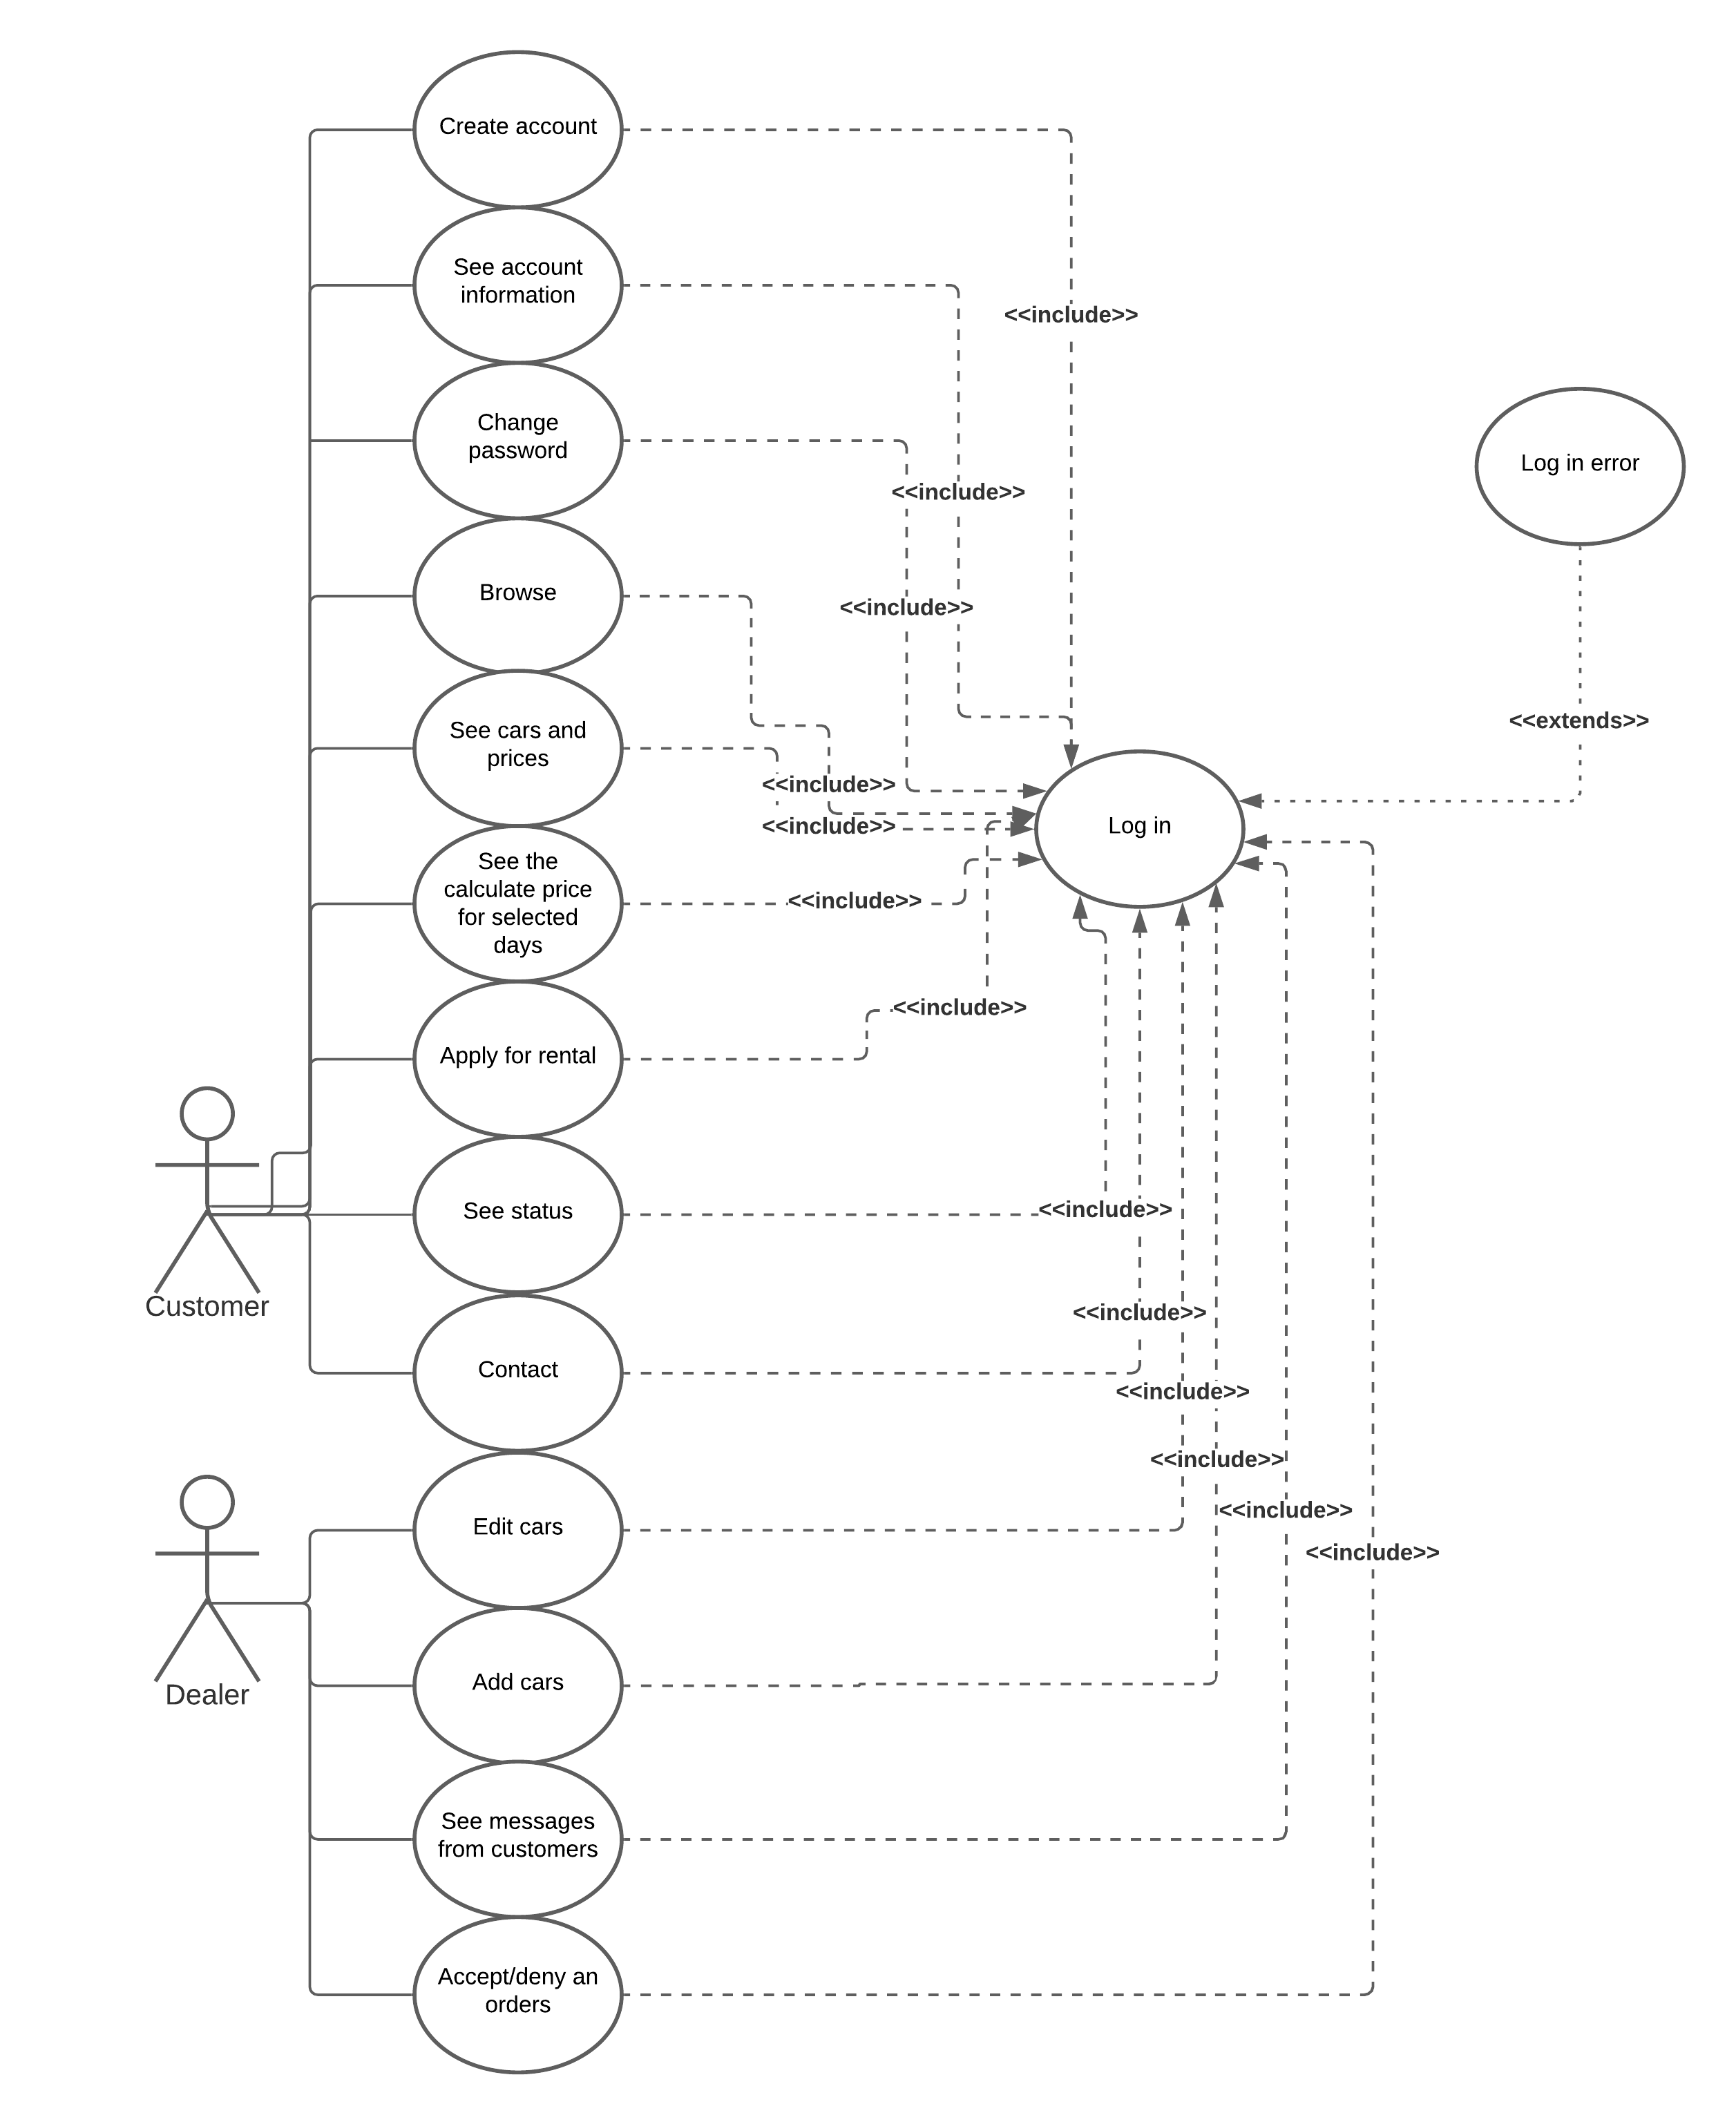 Create account
See account
information
<<include>>
Change
password
Log in error
<<include>>
Browse
<<include>>
See cars and
prices
<<extends>>
<<include>>
<<include>>
Log in
See the
calculate price
for selected
days
<<include>>
<<include>>
Apply for rental
See status
<<include>>
Customer
<<include>>
Contact
<<include>>
<<include>>
<<include>>
Edit cars
<<include>>
Add cars
Dealer
See messages
from customers
Accept/deny an
orders